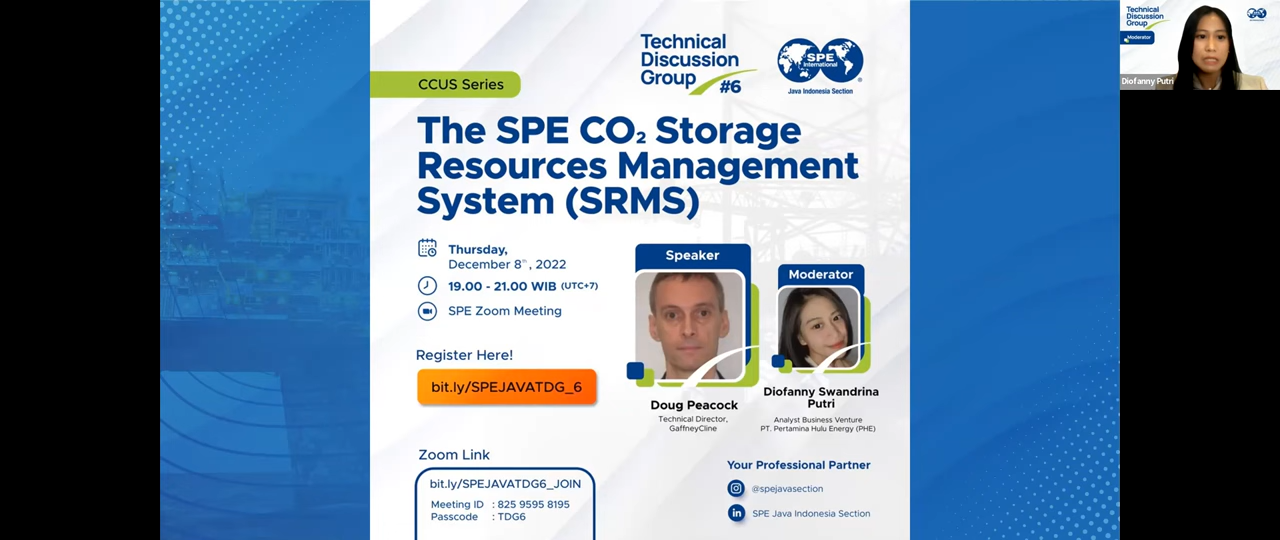 CCUS Series
Technical
Discussion
Group
#6
SPE
International
®
Java Indonesia Section
The SPE CO₂ Storage
Resources Management
System (SRMS)
Thursday,
December 8th, 2022
19.00 - 21.00 WIB (UTC+7)
SPE Zoom Meeting
Register Here!
bit.ly/SPEJAVATDG_6
Zoom Link
bit.ly/SPEJAVATDG6_JOIN
Meeting ID : 825 9595 8195
Passcode : TDG6
Speaker
Doug Peacock
Technical Director,
GaffneyCline
Moderator
Diofanny Swandrina
Putri
Analyst Business Venture
PT. Pertamina Hulu Energy (PHE)
Your Professional Partner
@spejavasection
in
SPE Java Indonesia Section
Technical
Discussion
Group
Moderator
Diofanny Putri